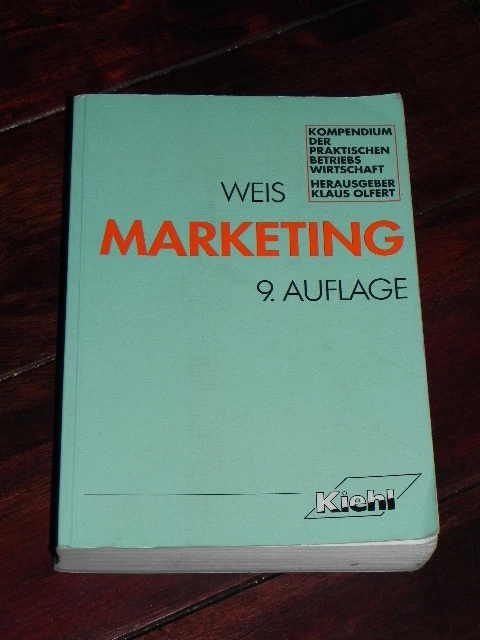 KOMPENDIUM
DER
PRAKTISCHEN
BETRIEBS
WIRTSCHAFT
HERAUSGEBER
KLAUS OLFERT
WEIS
MARKETING
9. AUFLAGE
Kiehl